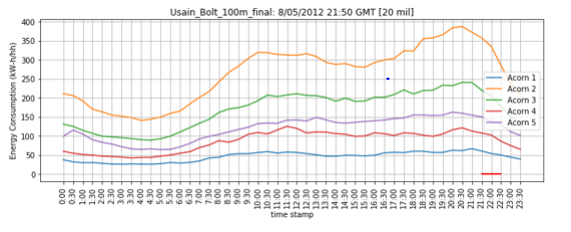 Usain_Bolt_100m_final: 8/05/2012 21:50 GMT [20 mil]
Energy Consumption (kW-h/hh)
400
350
300
250
200
150
100
50
0
Acorn 1
Acorn 2
Acorn 3
Acorn 4
Acorn 5
0:00 0:30 1:00 1:30 2:00 2:30 3:00 3:30 4:00 4:30 5:00 5:30 6:00 6:30 7:00 7:30 8:00 8:30 9:00 9:30 10:00 10:30 11:00 11:30 12:00 12:30 13:00 13:30 14:00 14:30 15:00 15:30 16:00 16:30 17:00 17:30 18:00 18:30 19:00 19:30 20:00 20:30 21:00 21:30 22:00 22:30 23:00 23:30
time stamp